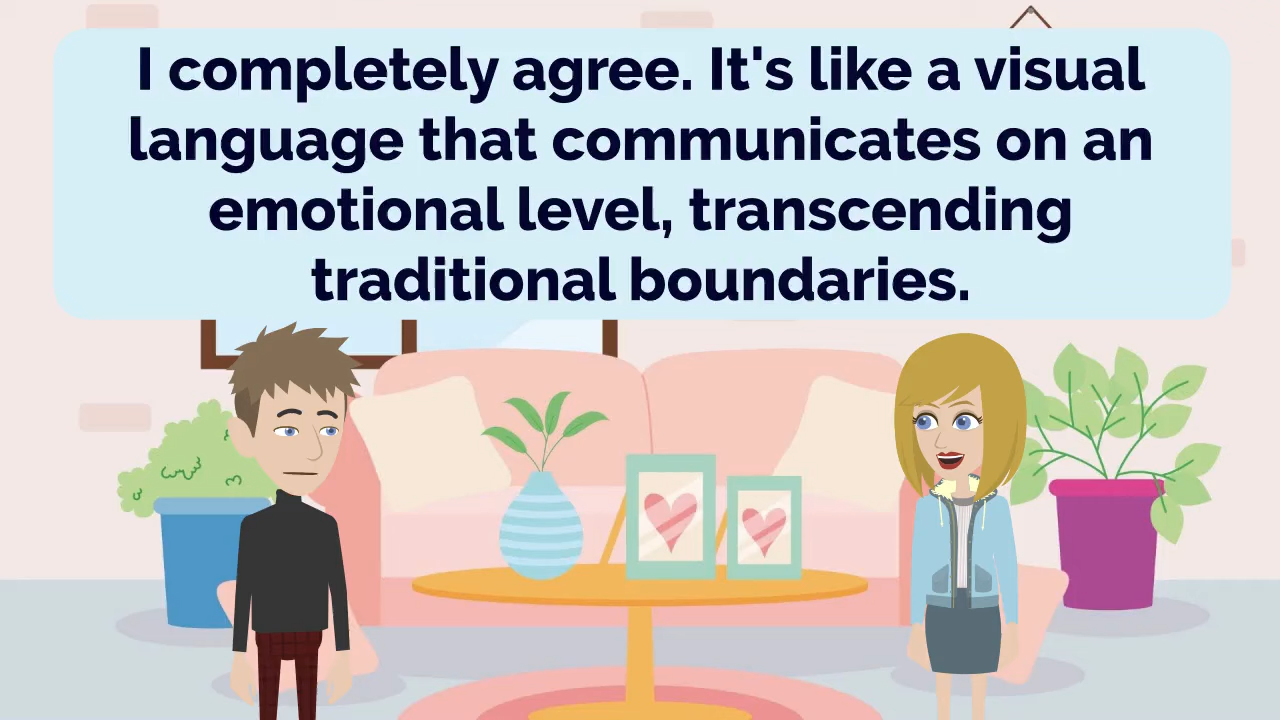 I completely agree. It's like a visual
language that communicates on an
emotional level, transcending
traditional boundaries.